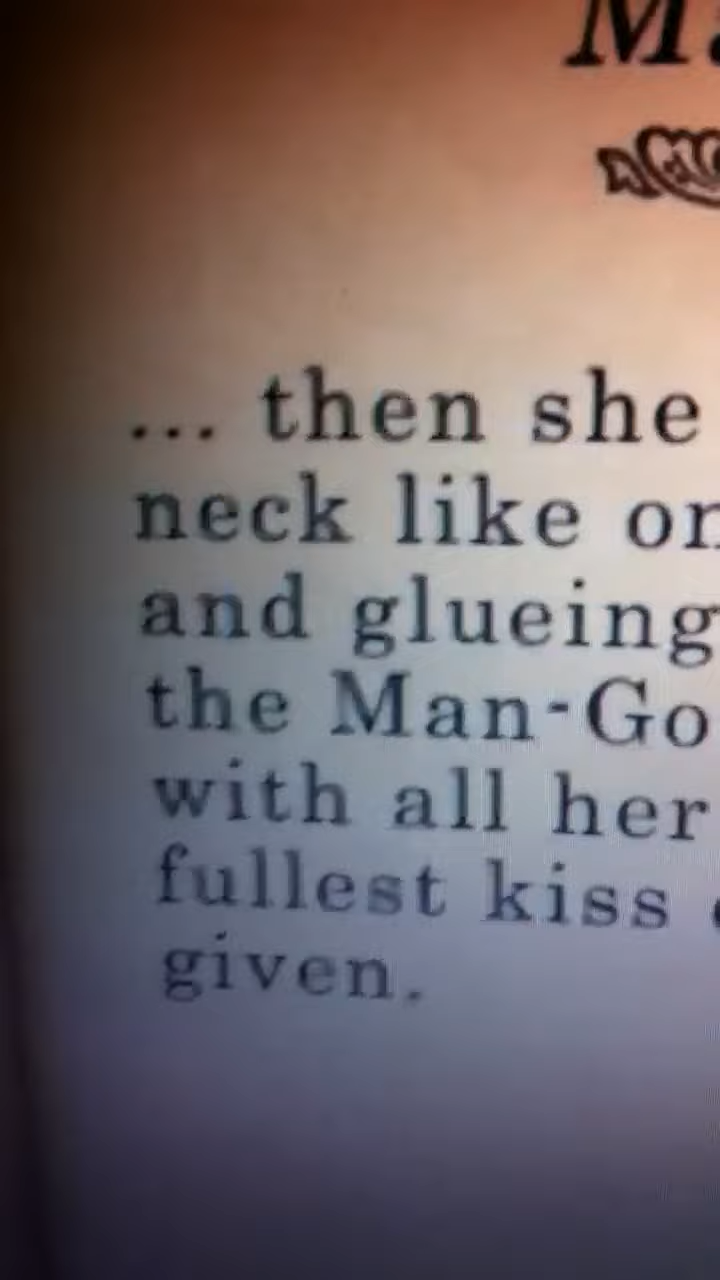 ... then she
neck like
and glueing
the Man-Go
with all her
fullest kiss
given.